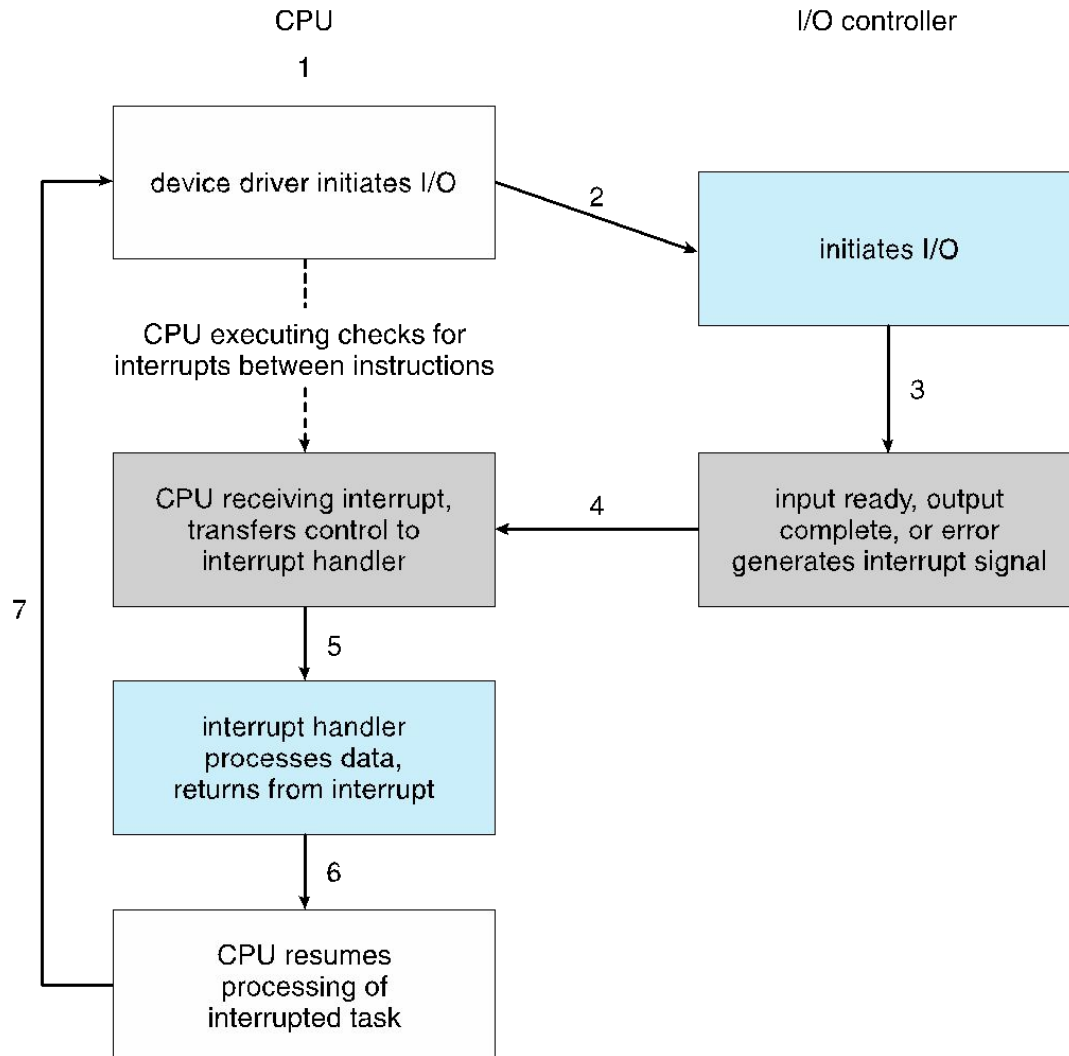 CPU
I/O controller
1
device driver initiates I/O
2
initiates I/O
CPU executing checks for
interrupts between instructions
3
CPU receiving interrupt,
transfers control to
interrupt handler
4
input ready, output
complete, or error
generates interrupt signal
7
5
interrupt handler
processes data,
returns from interrupt
6
CPU resumes
processing of
interrupted task